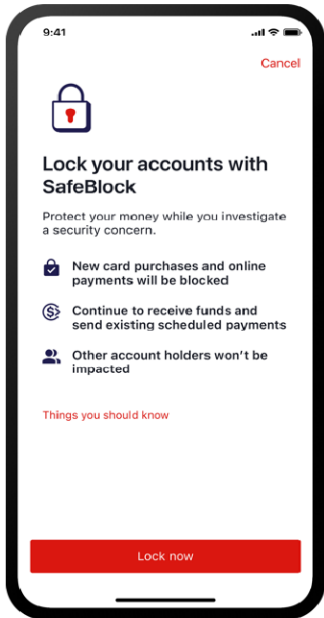 9:41
Cancel
Lock your accounts with
SafeBlock
Protect your money while you investigate
a security concern.
New card purchases and online
payments will be blocked
Continue to receive funds and
send existing scheduled payments
Other account holders won't be
impacted
Things you should know
Lock now